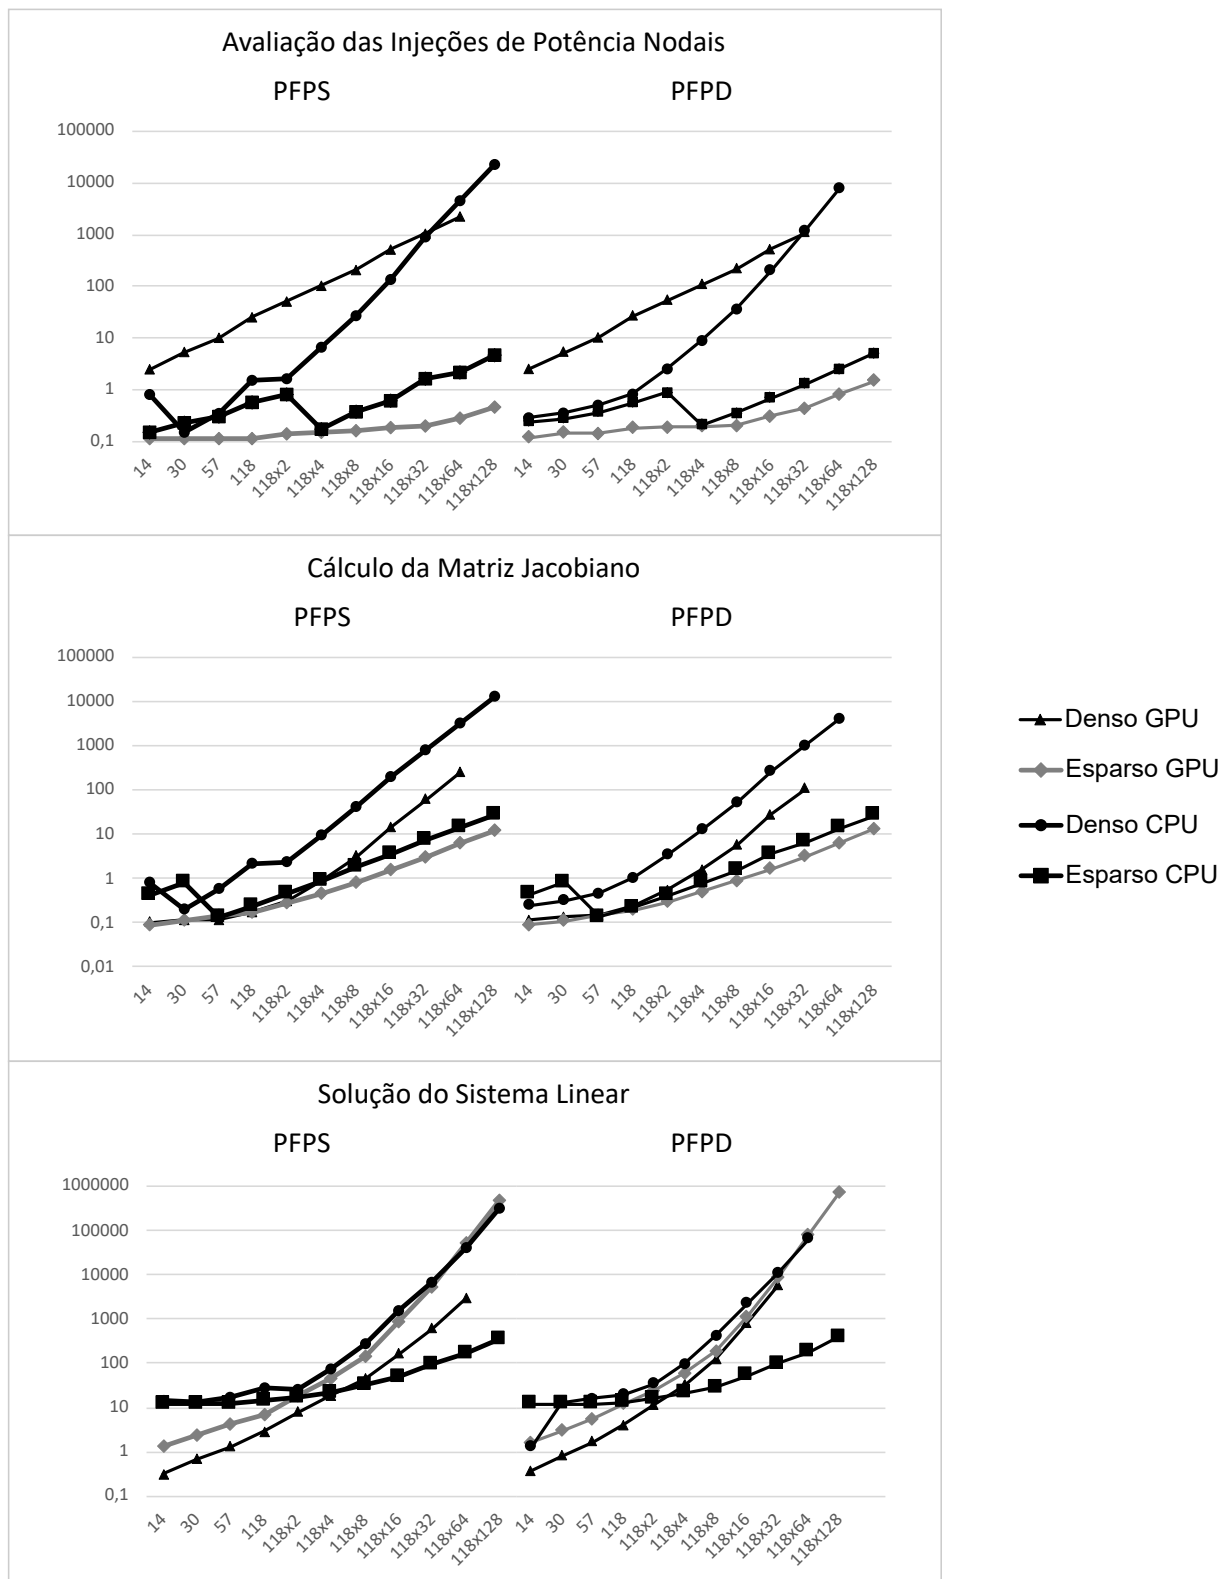 Avaliação das Injeções de Potência Nodais
PFPS PFPD
100000
10000
1000
100
10
1
0,1
14 30 57 118 118x2 118x4 118x8 118x16 118x32 118x64 118x128 14 30 57 118 118x2 118x4 118x8 118x16 118x32 118x64 118x128
Cálculo da Matriz Jacobiano
PFPS PFPD
100000
10000
1000
100
10
1
0,1
0,01
14 30 57 118 118x2 118x4 118x8 118x16 118x32 118x64 118x128 14 30 57 118 118x2 118x4 118x8 118x16 118x32 118x64 118x128
Denso GPU
Esparso GPU
Denso CPU
Esparso CPU
Solução do Sistema Linear
PFPS PFPD
1000000
100000
10000
1000
100
10
1
0,1
14 30 57 118 118x2 118x4 118x8 118x16 118x32 118x64 118x128 14 30 57 118 118x2 118x4 118x8 118x16 118x32 118x64 118x128